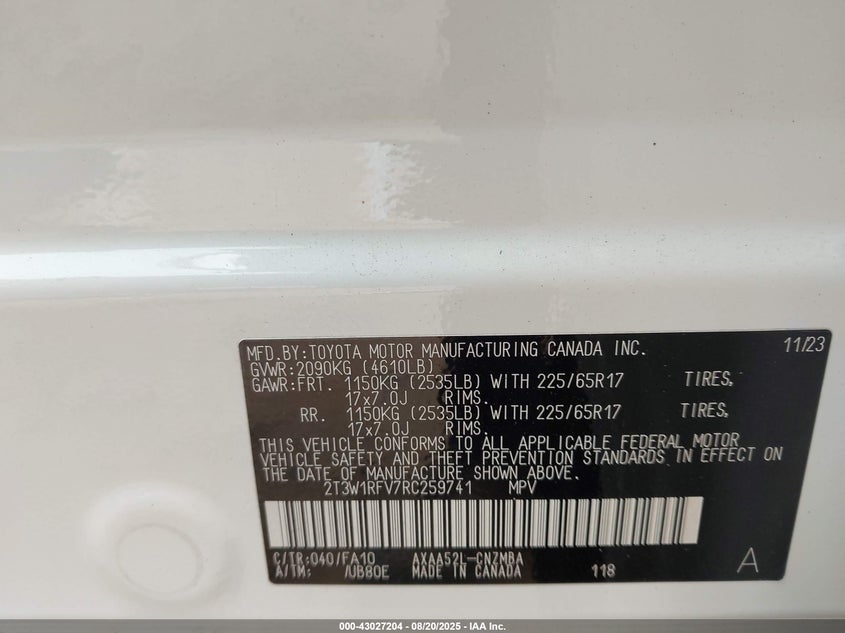 MFD.BY:TOYOTA MOTOR MANUFACTURING CANADA INC. 11/23
GVWR:2090KG (4610LB)
GAWR:FRT. 1150KG (2535LB) WITH 225/65R17 TIRES,
17x7.0J RIMS.
RR. 1150KG (2535LB) WITH 225/65R17 TIRES,
17x7.0J RIMS.
THIS VEHICLE CONFORMS TO ALL APPLICABLE FEDERAL MOTOR
VEHICLE SAFETY AND THEFT PREVENTION STANDARDS IN EFFECT ON
THE DATE OF MANUFACTURE SHOWN ABOVE.
2T3W1RFV7RC259741 MPV
C/TR:040/FA10 AXAA52L-CNZMBA
A/TM: /UB80E MADE IN CANADA 118 A
000-43027204 - 08/20/2025 - IAA Inc.